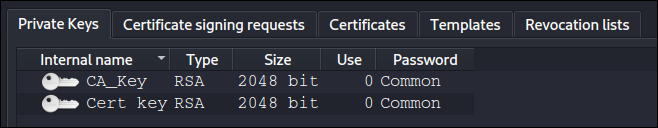 Private Keys Certificate signing requests Certificates Templates Revocation lists
Internal name Type Size Use Password
CA_Key RSA 2048 bit 0 Common
Cert key RSA 2048 bit 0 Common